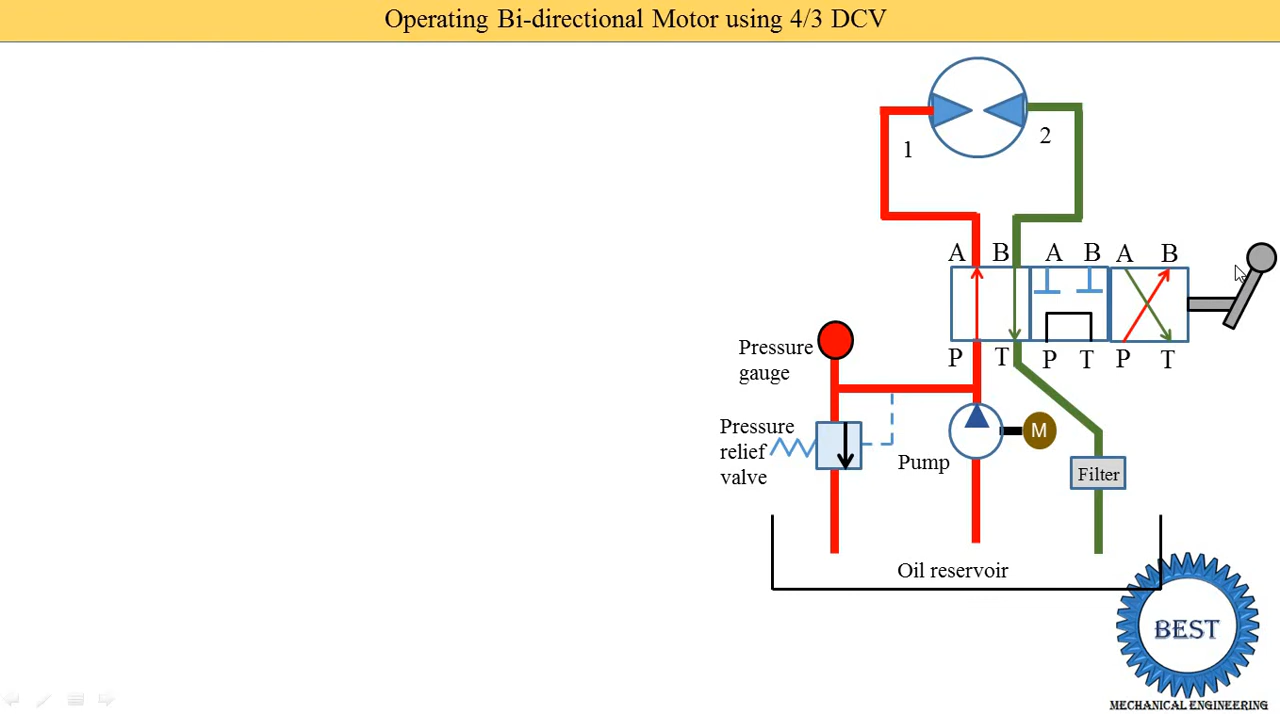 Operating Bi-directional Motor using 4/3 DCV
1
2
A B A B A B
P T P T P T
Pressure
gauge
Pressure
relief
valve
Pump
M
Filter
Oil reservoir
BEST
MECHANICAL ENGINEERING